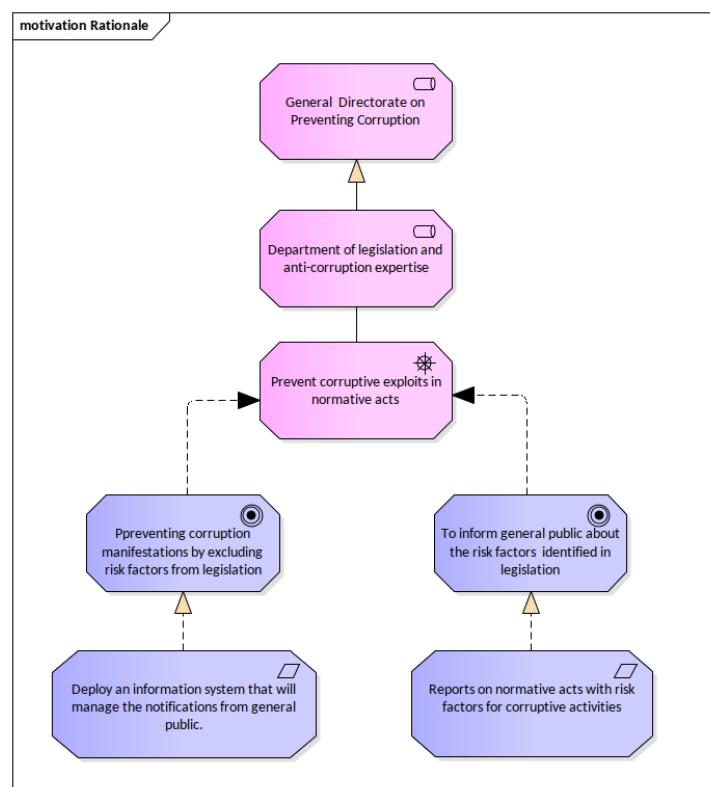 motivation Rationale
General  Directorate on
Preventing Corruption
Department of legislation and
anti-corruption expertise
Prevent corruptive exploits in
normative acts
Ppreventing corruption
manifestations by excluding
risk factors from legislation
To inform general public about
the risk factors  identified in
legislation
Deploy an information system that will
manage the notifications from general
public.
Reports on normative acts with risk
factors for corruptive activities